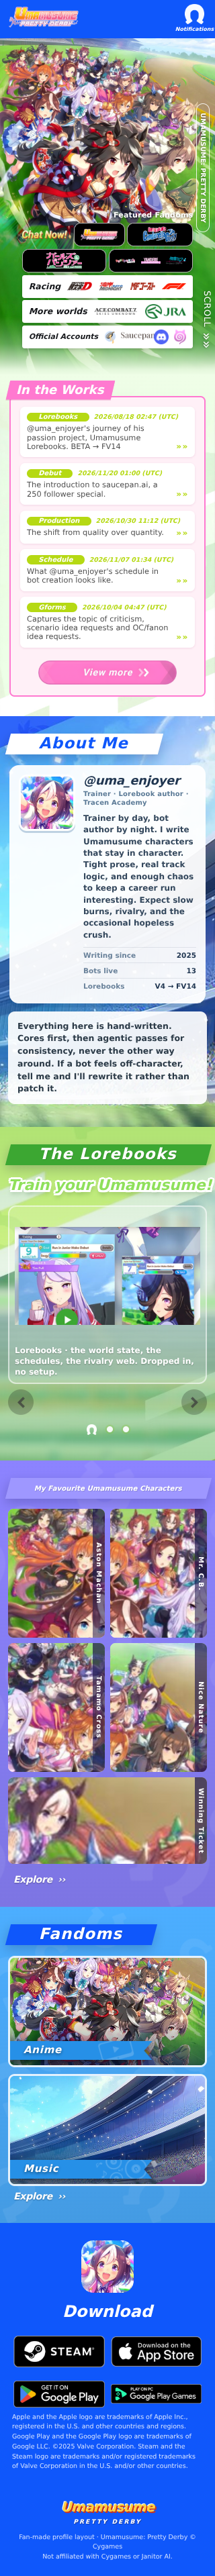 Umamusume
PRETTY DERBY
Notifications
UMAMUSUME: PRETTY DERBY
Featured Fandoms
Chat Now!
Racing
More worlds
ACE COMBAT
JRA
Official Accounts
Saucepan
SCROLL
In the Works
Lorebooks 2026/08/18 02:47 (UTC)
@uma_enjoyer's journey of his
passion project, Umamusume
Lorebooks. BETA → FV14
Debut 2026/11/20 01:00 (UTC)
The introduction to saucepan.ai, a
250 follower special.
Production 2026/10/30 11:12 (UTC)
The shift from quality over quantity.
Schedule 2026/11/07 01:34 (UTC)
What @uma_enjoyer's schedule in
bot creation looks like.
Gforms 2026/10/04 04:47 (UTC)
Captures the topic of criticism,
scenario idea requests and OC/fanon
idea requests.
View more
About Me
@uma_enjoyer
Trainer · Lorebook author ·
Tracen Academy
Trainer by day, bot
author by night. I write
Umamusume characters
that stay in character.
Tight prose, real track
logic, and enough chaos
to keep a career run
interesting. Expect slow
burns, rivalry, and the
occasional hopeless
crush.
Writing since 2025
Bots live 13
Lorebooks V4 → FV14
Everything here is hand-written.
Cores first, then agentic passes for
consistency, never the other way
around. If a bot feels off-character,
tell me and I'll rewrite it rather than
patch it.
The Lorebooks
Train your Umamusume!
Lorebooks · the world state, the
schedules, the rivalry web. Dropped in,
no setup.
My Favourite Umamusume Characters
Aston Machan
Mr. C.B.
Tamamo Cross
Nice Nature
Winning Ticket
Explore ››
Fandoms
Anime
Music
Explore ››
Download
STEAM
Download on the
App Store
GET IT ON
Google Play
PLAY ON PC
Google Play Games
Apple and the Apple logo are trademarks of Apple Inc.,
registered in the U.S. and other countries and regions.
Google Play and the Google Play logo are trademarks of
Google LLC. ©2025 Valve Corporation. Steam and the
Steam logo are trademarks and/or registered trademarks
of Valve Corporation in the U.S. and/or other countries.
Umamusume
PRETTY DERBY
Fan-made profile layout · Umamusume: Pretty Derby ©
Cygames
Not affiliated with Cygames or Janitor AI.